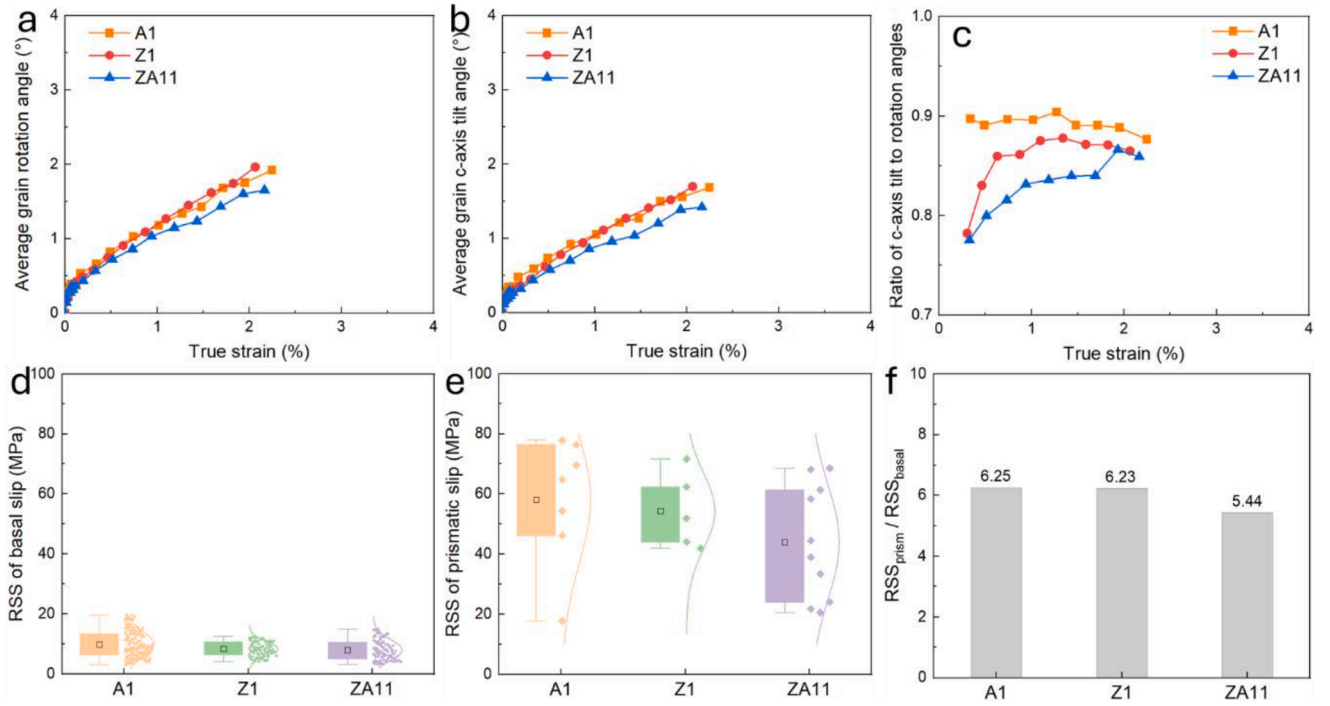 a
4
3
2
1
0
Average grain rotation angle (°)
A1
Z1
ZA11
0 1 2 3 4
True strain (%)
b
4
3
2
1
0
Average grain c-axis tilt angle (°)
A1
Z1
ZA11
0 1 2 3 4
True strain (%)
c
1.0
0.9
0.8
0.7
Ratio of c-axis tilt to rotation angles
A1
Z1
ZA11
0 1 2 3 4
True strain (%)
d
100
80
60
40
20
0
RSS of basal slip (MPa)
A1 Z1 ZA11
e
100
80
60
40
20
0
RSS of prismatic slip (MPa)
A1 Z1 ZA11
f
10
8
6
4
2
0
RSSprism / RSSbasal
6.25 6.23 5.44
A1 Z1 ZA11